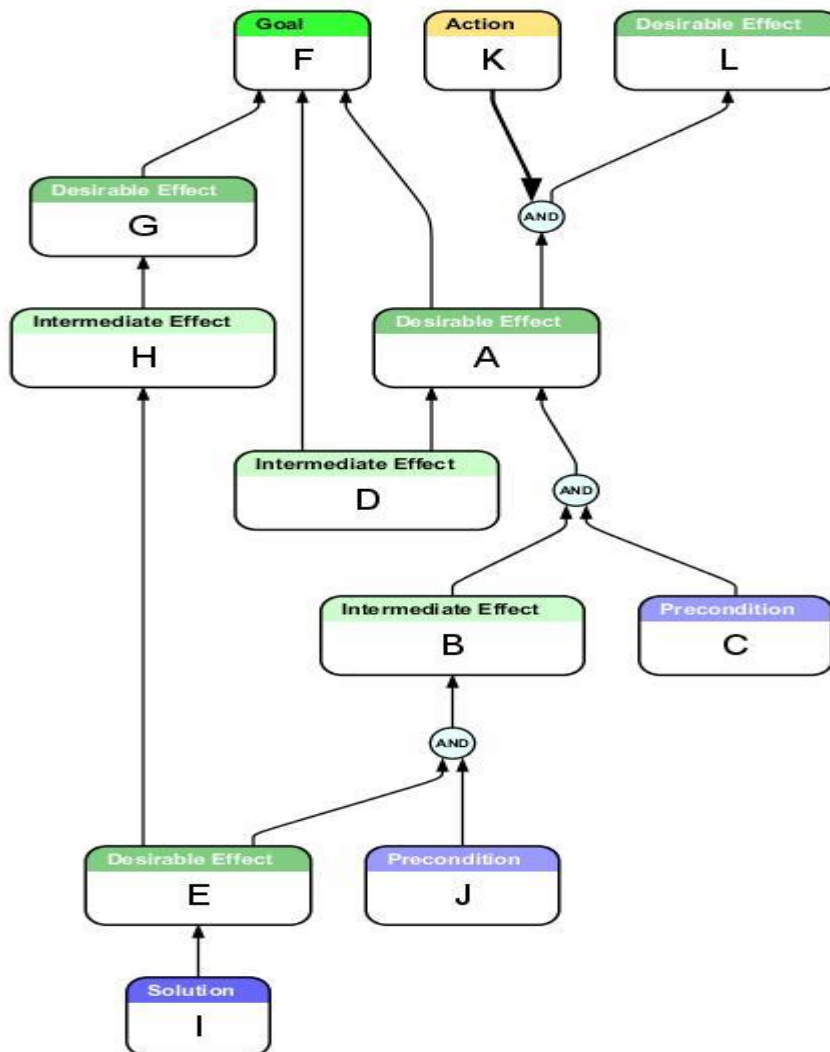 Goal
F
Action
K
Desirable Effect
L
Desirable Effect
G
AND
Intermediate Effect
H
Desirable Effect
A
Intermediate Effect
D
AND
Intermediate Effect
B
Precondition
C
AND
Desirable Effect
E
Precondition
J
Solution
I